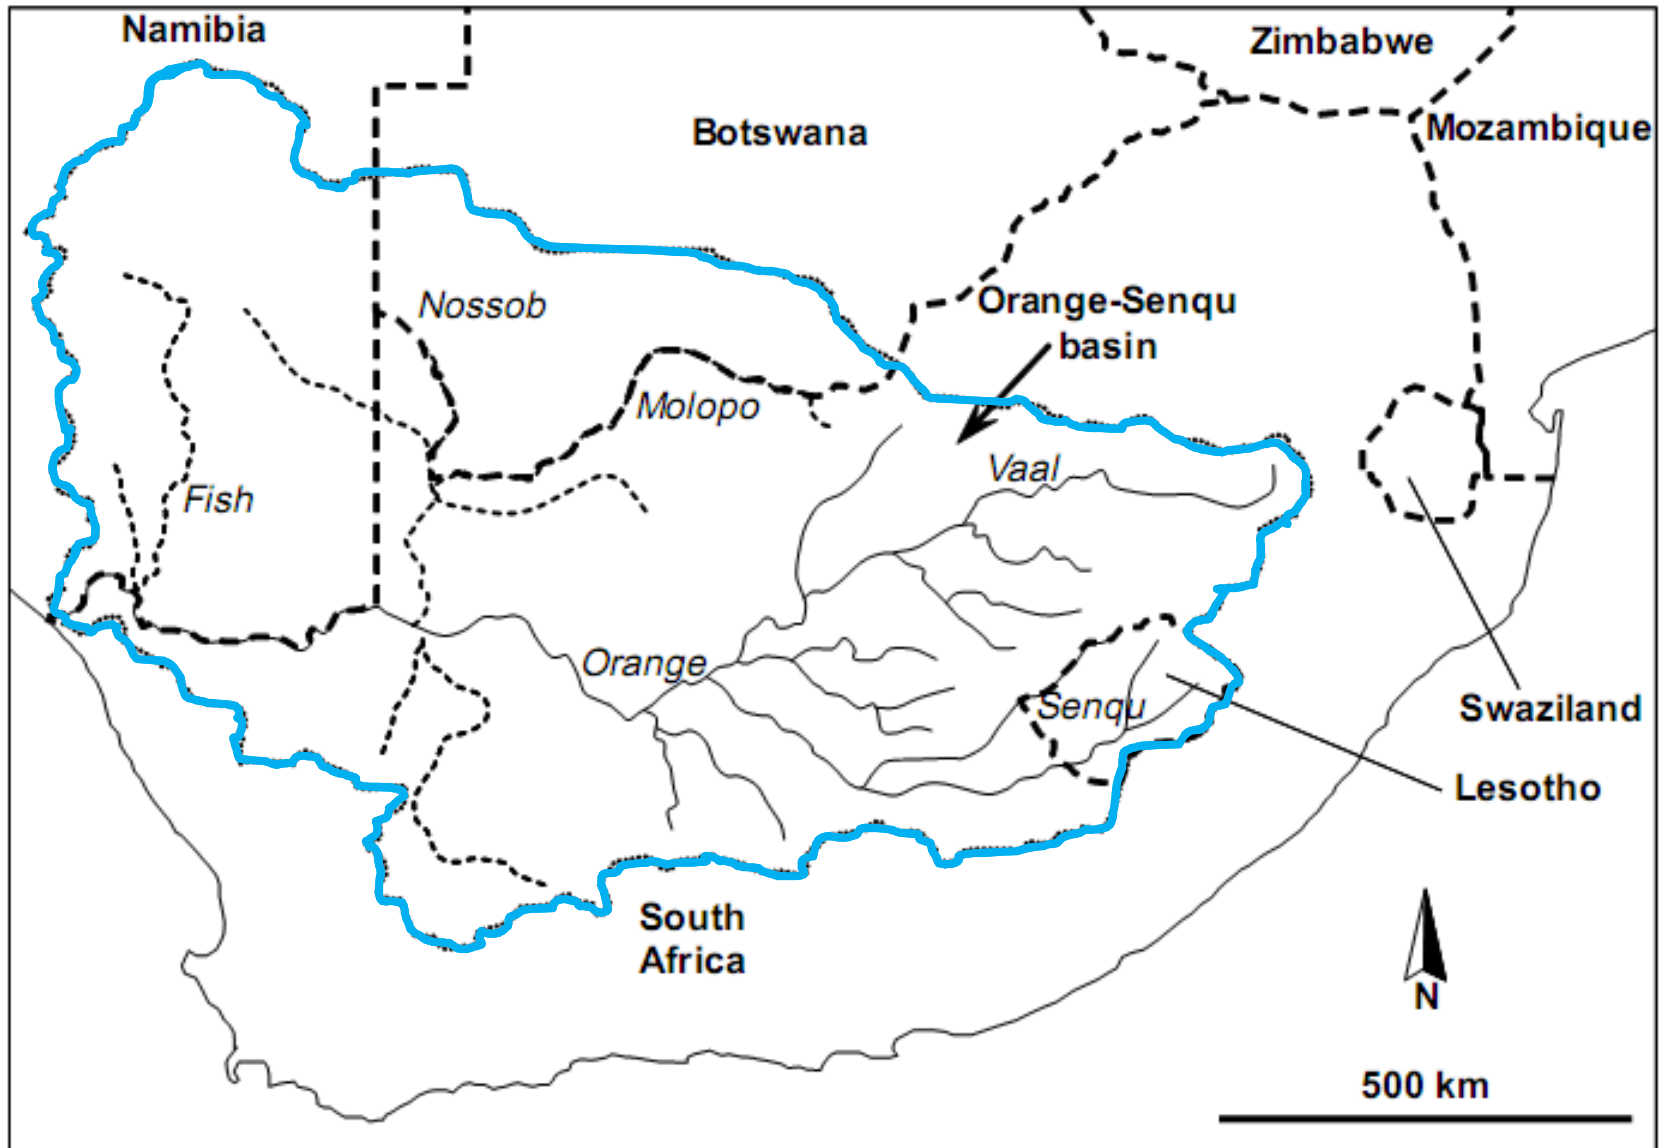 Namibia
Zimbabwe
Botswana
Mozambique
Nossob
Orange-Senqu
basin
Molopo
Vaal
Fish
Orange
Senqu
Swaziland
Lesotho
South
Africa
N
500 km